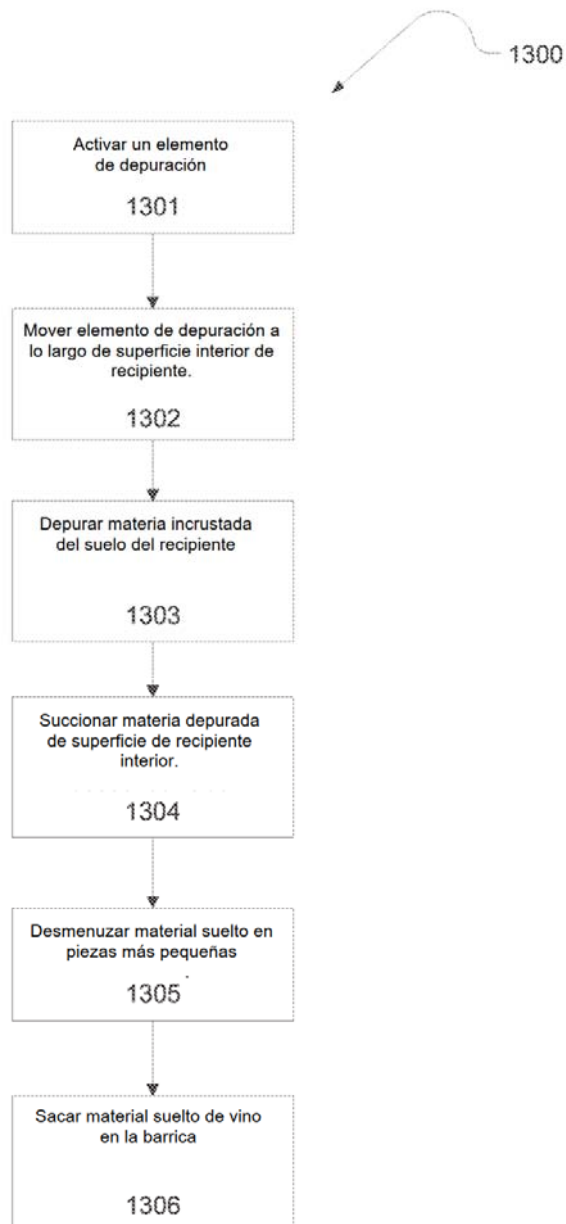 1300
Activar un elemento
de depuración
1301
Mover elemento de depuración a
lo largo de superficie interior de
recipiente.
1302
Depurar materia incrustada
del suelo del recipiente
1303
Succionar materia depurada
de superficie de recipiente
interior.
1304
Desmenuzar material suelto en
piezas más pequeñas
1305
Sacar material suelto de vino
en la barrica
1306